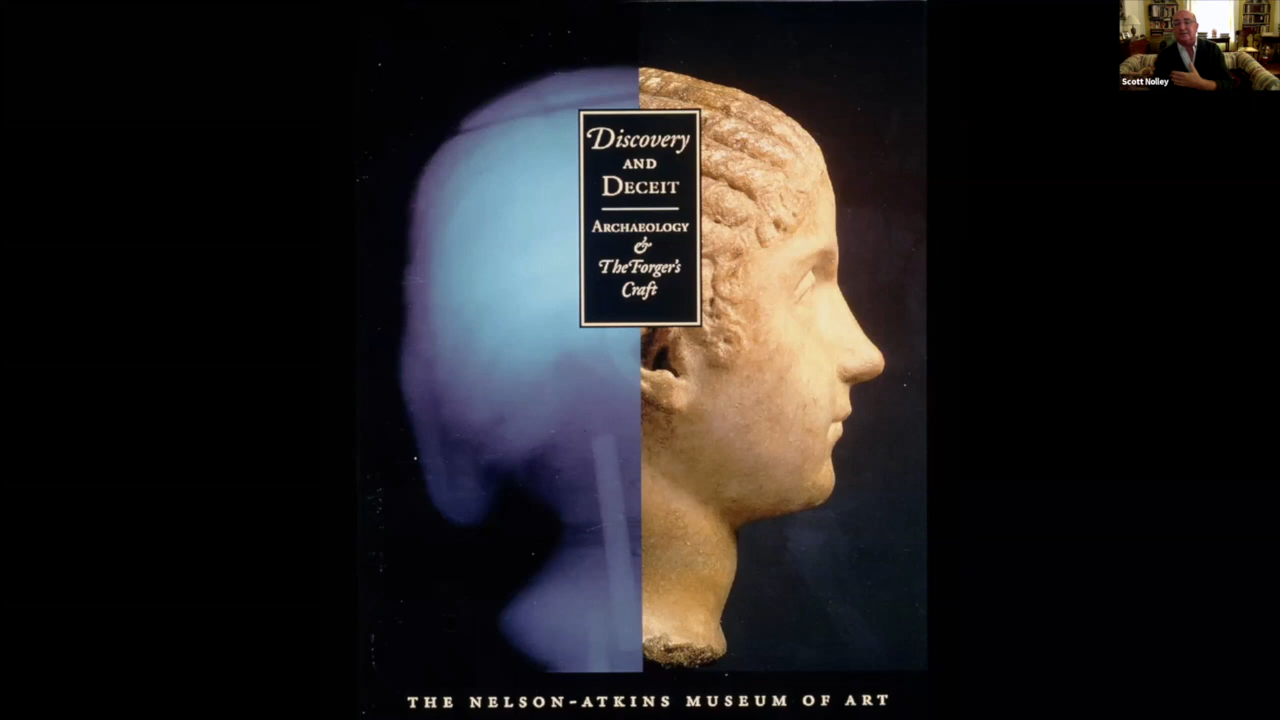 Scott Nolley
Discovery
AND
DECEIT
ARCHAEOLOGY
&
The Forger's
Craft
THE NELSON-ATKINS MUSEUM OF ART